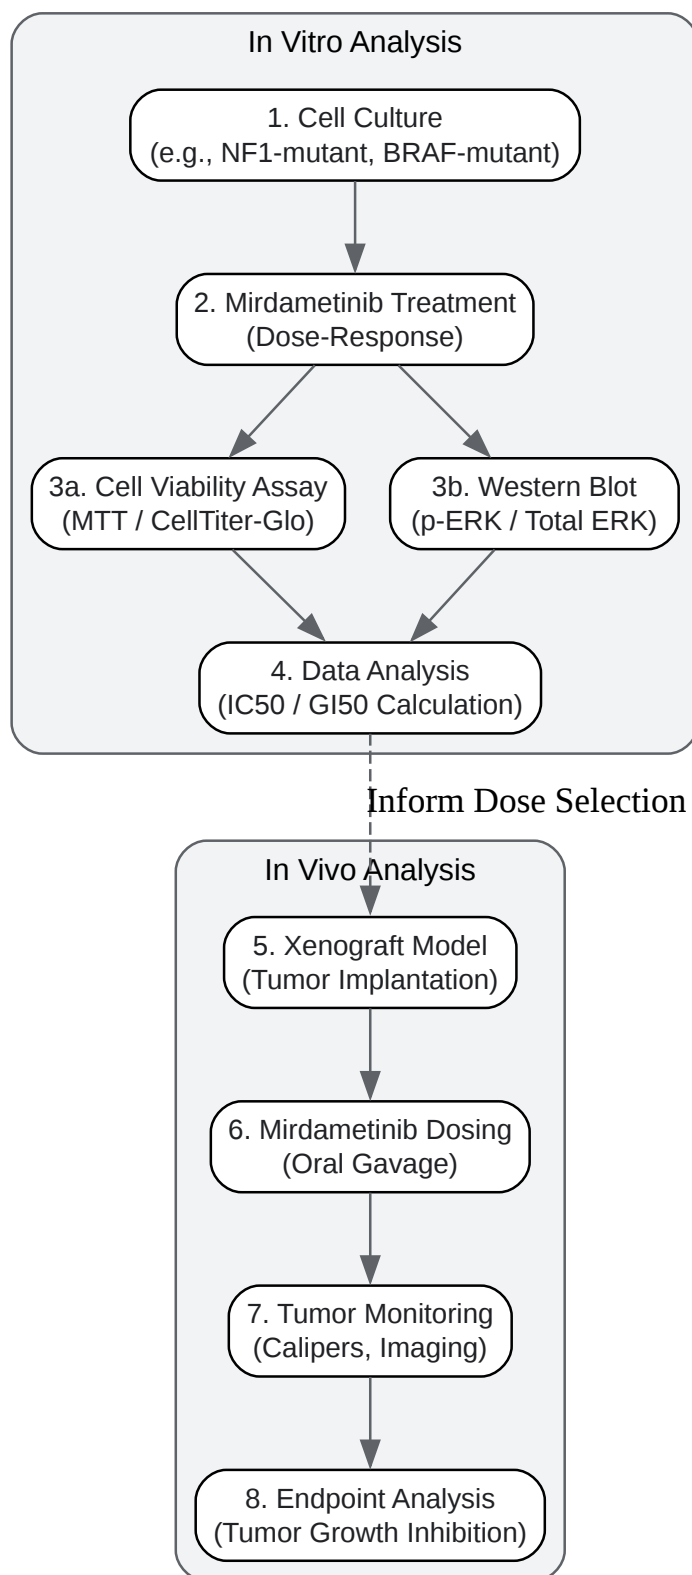 In Vitro Analysis
1. Cell Culture
(e.g., NF1-mutant, BRAF-mutant)
2. Mirdametinib Treatment
(Dose-Response)
3a. Cell Viability Assay
(MTT / CellTiter-Glo)
3b. Western Blot
(p-ERK / Total ERK)
4. Data Analysis
(IC50 / GI50 Calculation)
Inform Dose Selection
In Vivo Analysis
5. Xenograft Model
(Tumor Implantation)
6. Mirdametinib Dosing
(Oral Gavage)
7. Tumor Monitoring
(Calipers, Imaging)
8. Endpoint Analysis
(Tumor Growth Inhibition)